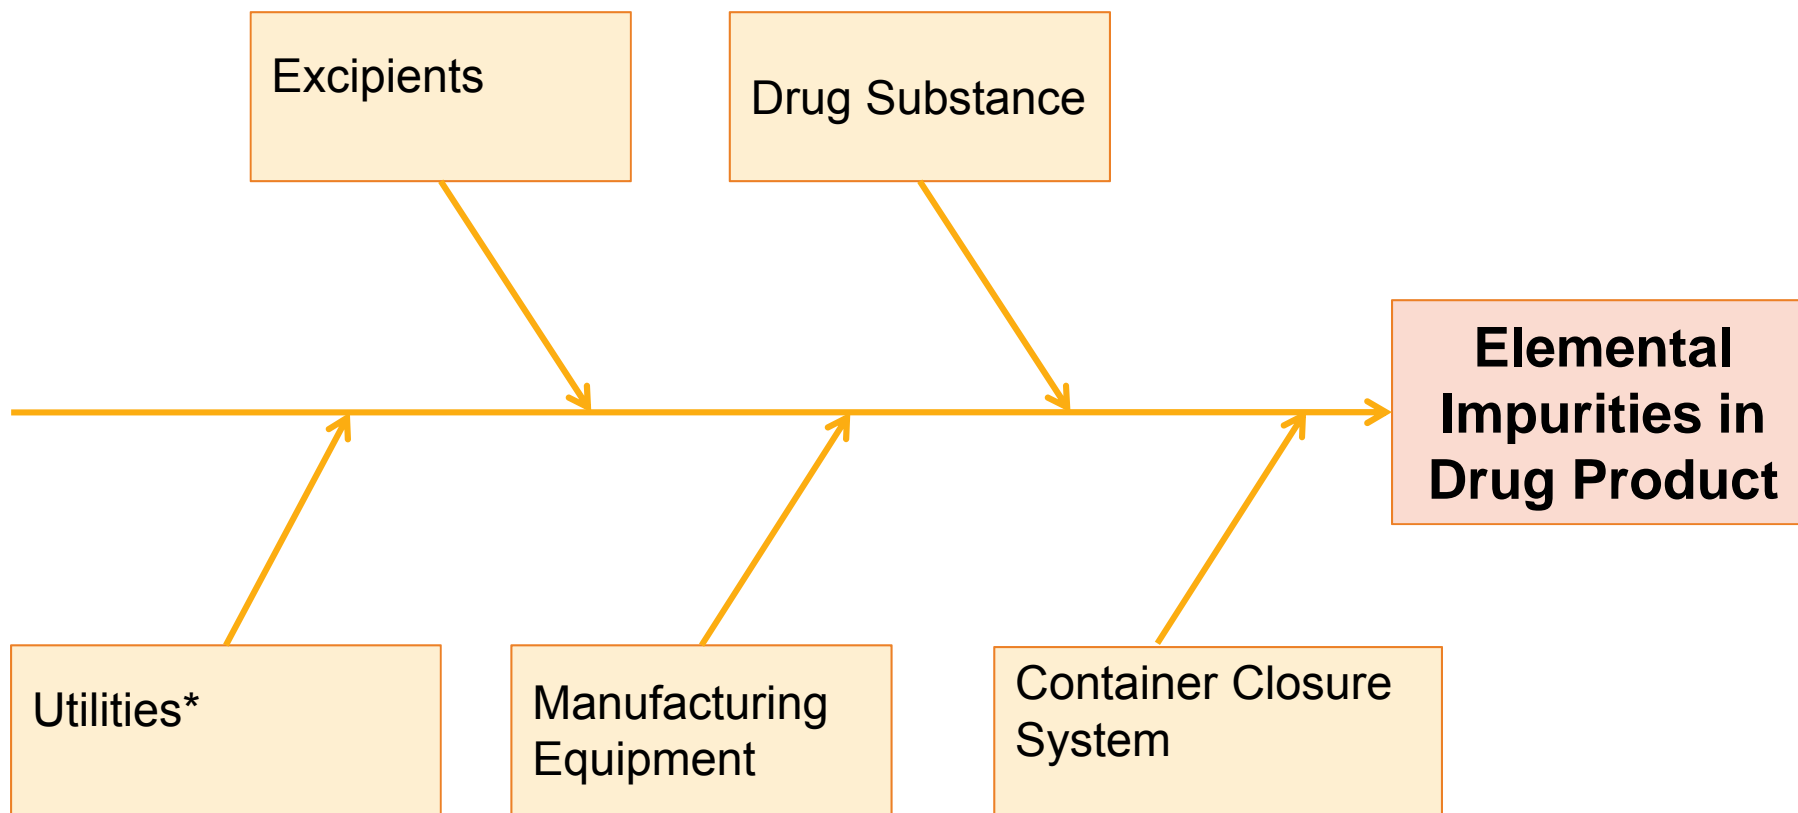 Excipients
Drug Substance
Elemental
Impurities in
Drug Product
Utilities*
Manufacturing
Equipment
Container Closure
System